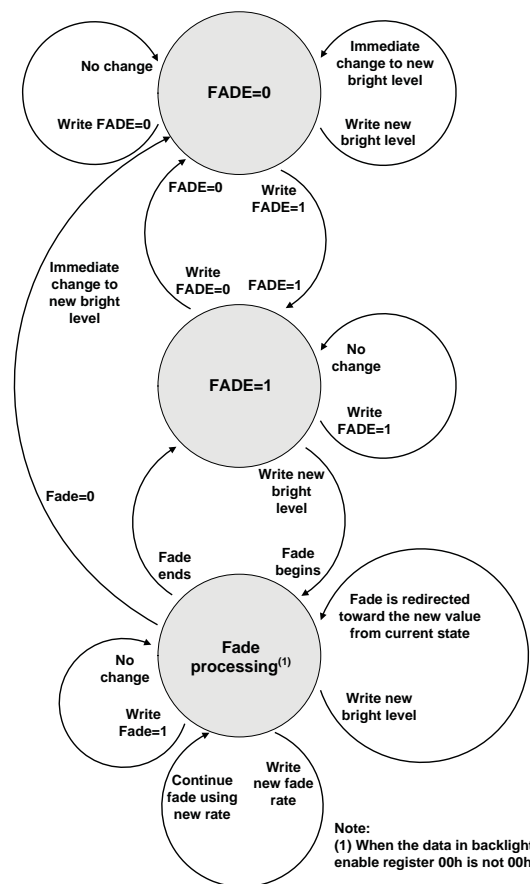 No change
Write FADE=0
FADE=0
Immediate
change to new
bright level
Write new
bright level
FADE=0
Write
FADE=1
Immediate
change to
new bright
level
Write
FADE=0
FADE=1
FADE=1
No
change
Write
FADE=1
Fade=0
Write new
bright
level
Fade
ends
Fade
begins
Fade is redirected
toward the new value
from current state
Write new
bright level
Fade
processing(1)
No
change
Write
Fade=1
Continue
fade using
new rate
Write
new fade
rate
Note:
(1) When the data in backlight
enable register 00h is not 00h